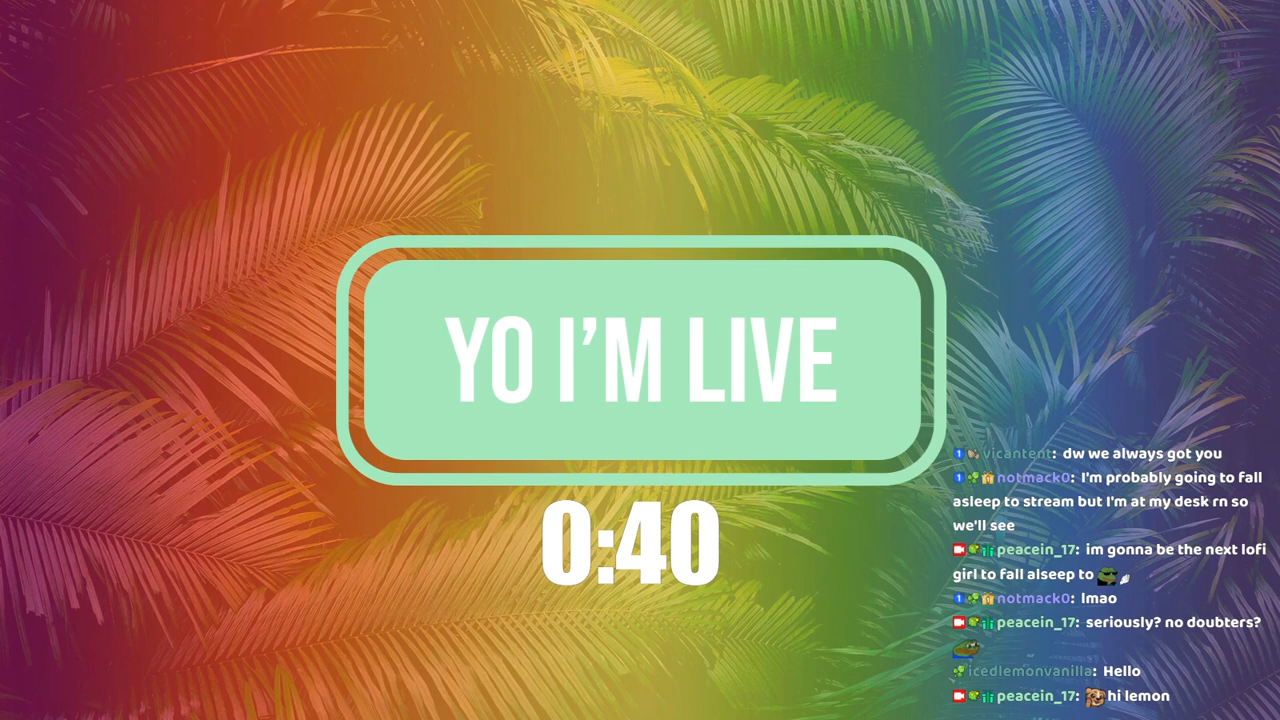 YO I’M LIVE
0:40
vicantent: dw we always got you
notmack0: I'm probably going to fall
asleep to stream but I'm at my desk rn so
we'll see
peacein_17: im gonna be the next lofi
girl to fall alseep to
notmack0: lmao
peacein_17: seriously? no doubters?
icedlemonvanilla: Hello
peacein_17: hi lemon